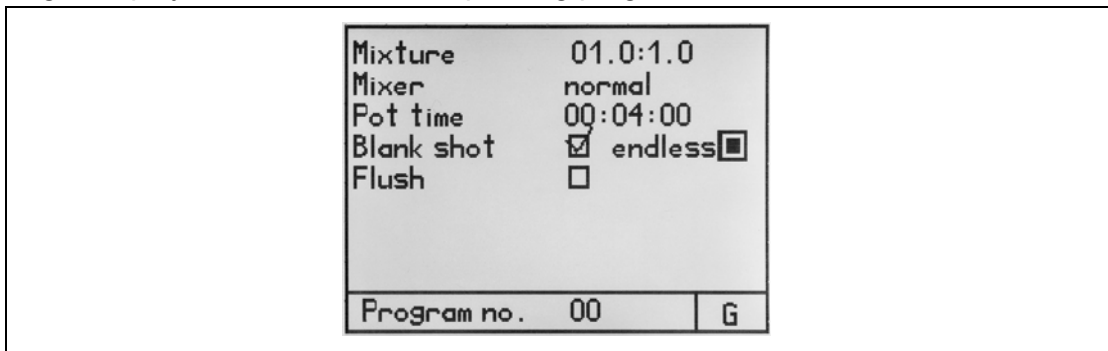 Mixture 01.0:1.0
Mixer normal
Pot time 00:04:00
Blank shot ☑ endless
Flush ☐
Program no. 00 G